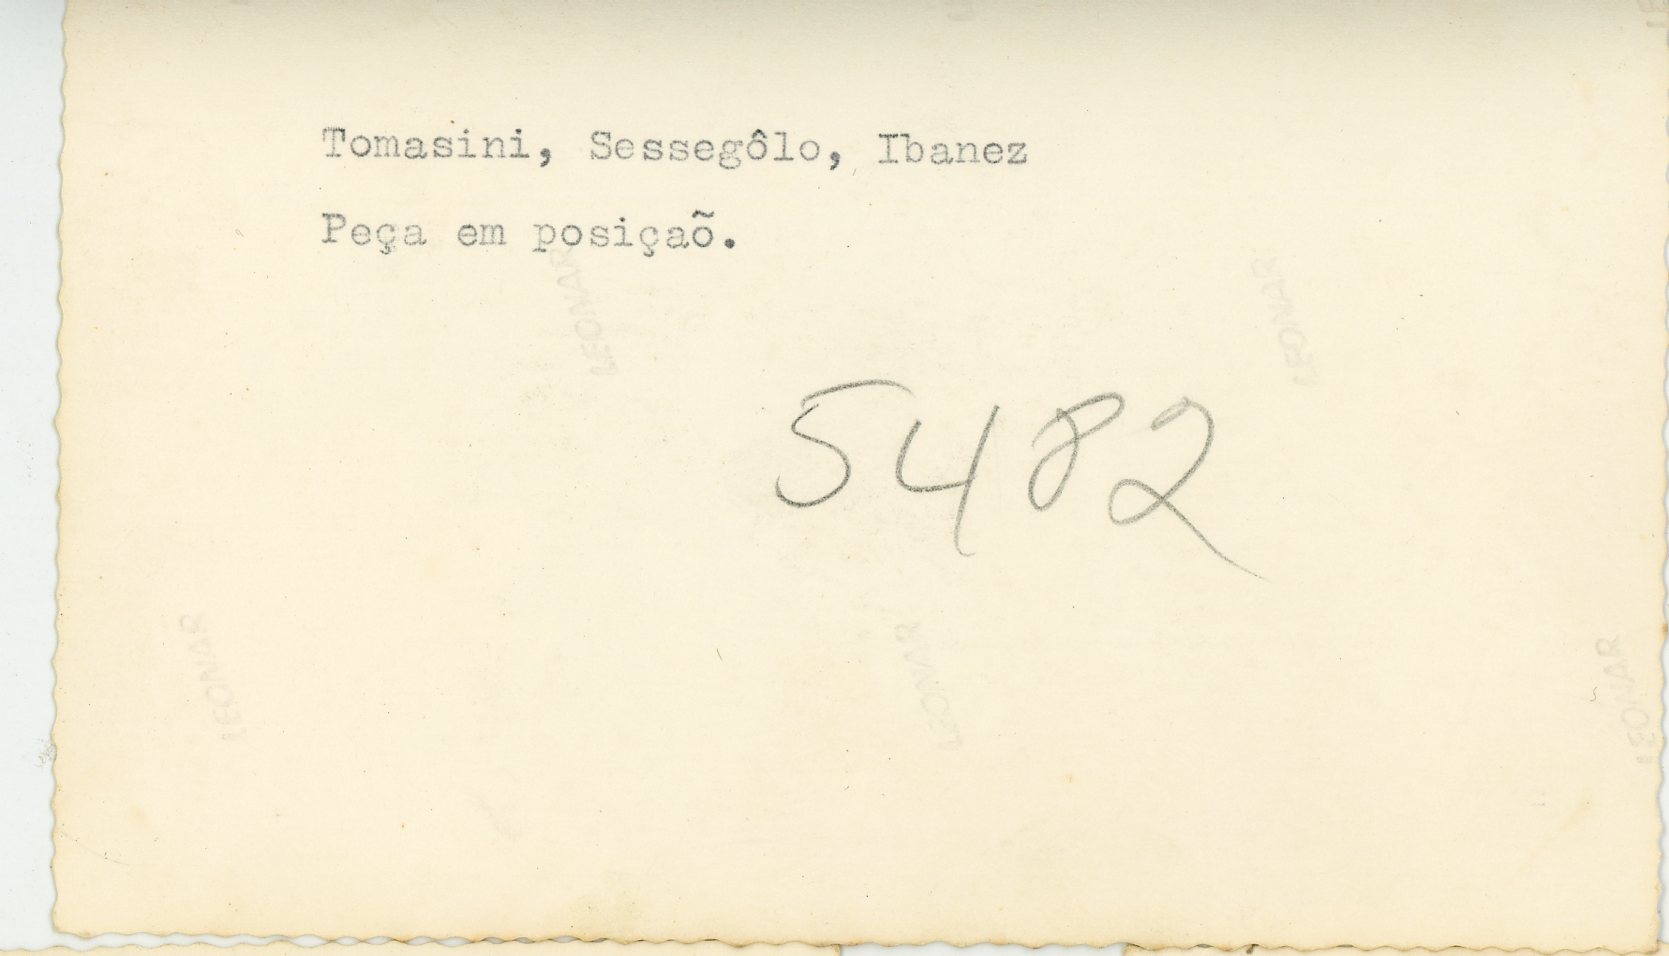 Tomasini, Sessegôlo, Ibanez
Peça em posiçaõ.
5482